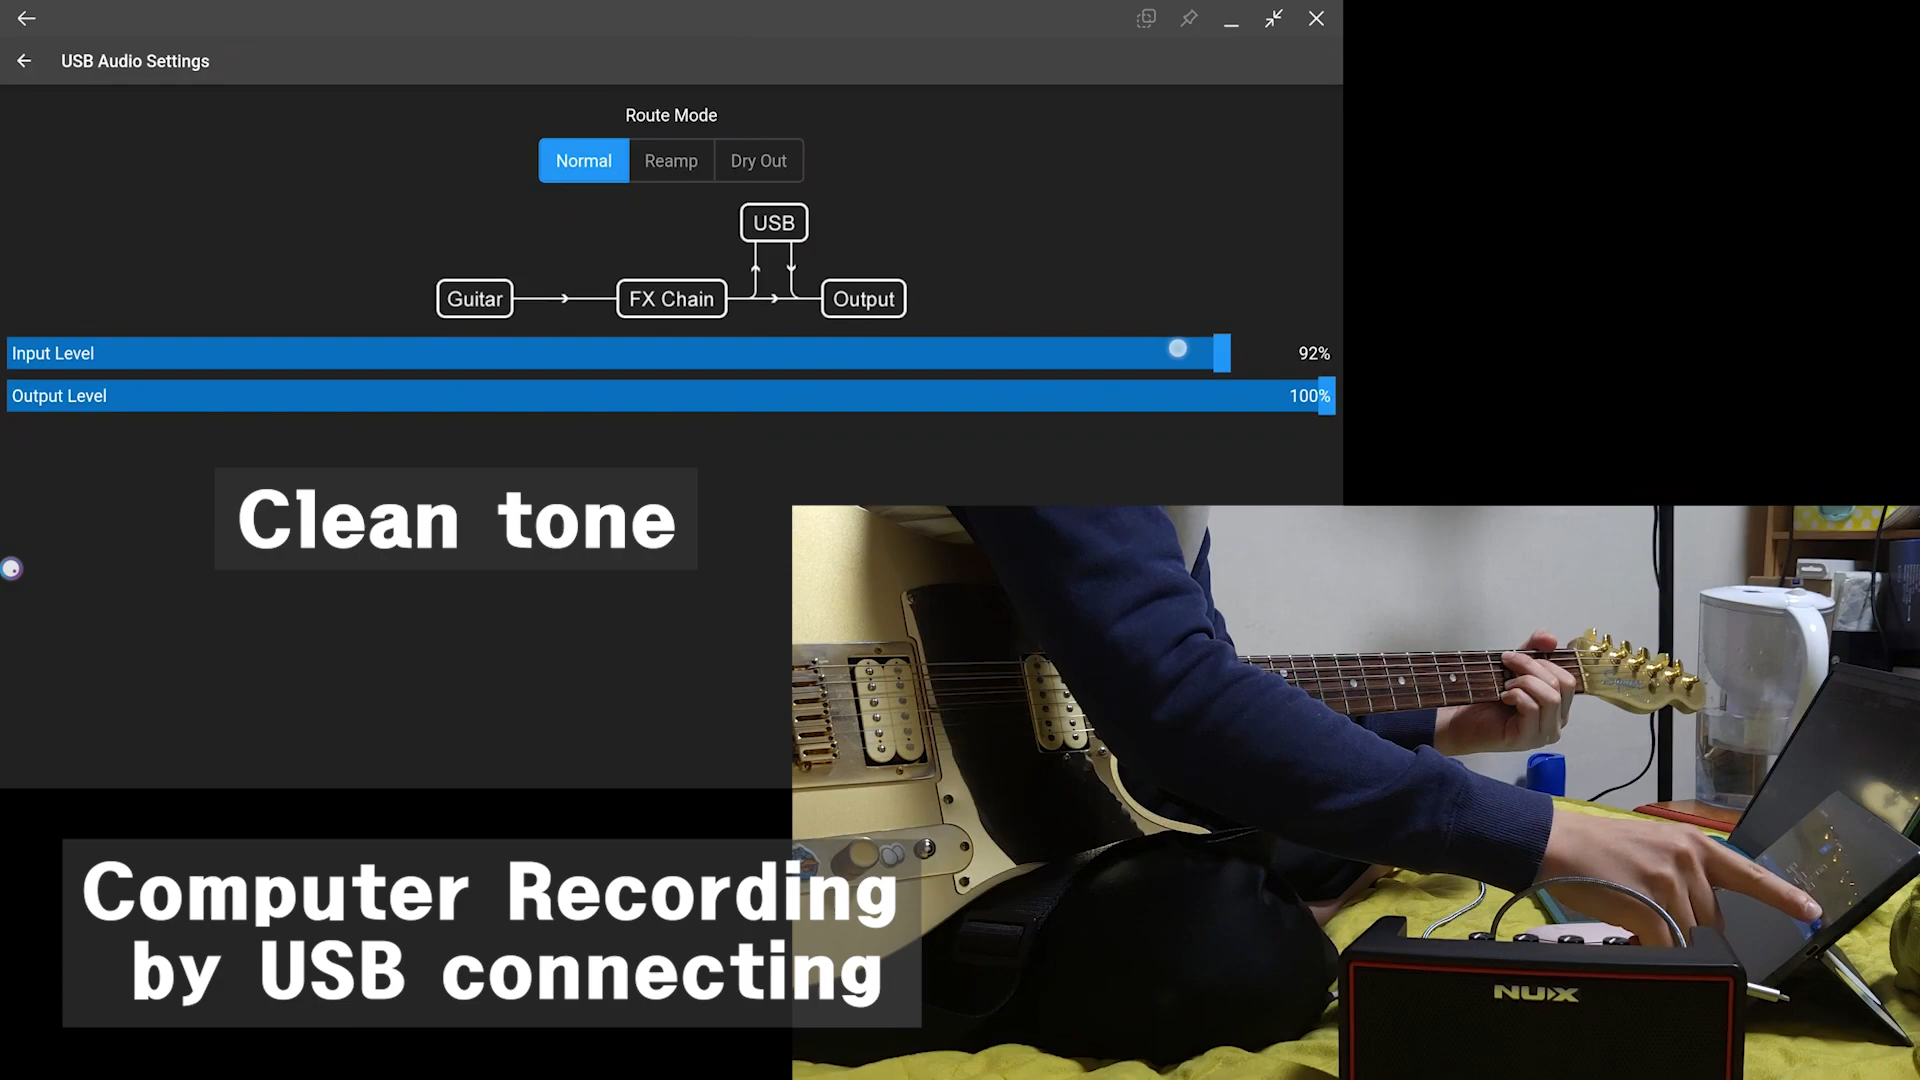 USB Audio Settings
Route Mode
Normal Reamp Dry Out
USB
Guitar FX Chain Output
Input Level 92%
Output Level 100%
Clean tone
Computer Recording
by USB connecting
NUX